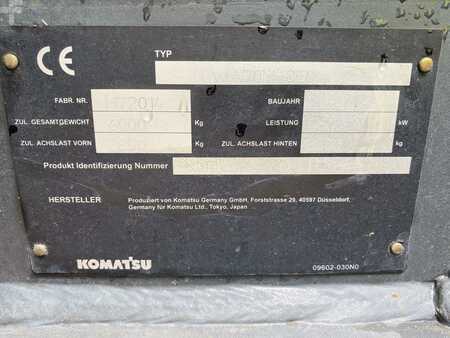 CE
TYP
FABR. NR.
BAUJAHR
ZUL. GESAMTGEWICHT Kg
LEISTUNG kW
ZUL. ACHSLAST VORN Kg
ZUL. ACHSLAST HINTEN Kg
Produkt Identifizierung Nummer
HERSTELLER
Produziert von Komatsu Germany GmbH, Forststrasse 29, 40597 Düsseldorf,
Germany für Komatsu Ltd., Tokyo, Japan
KOMATSU
09602-030N0